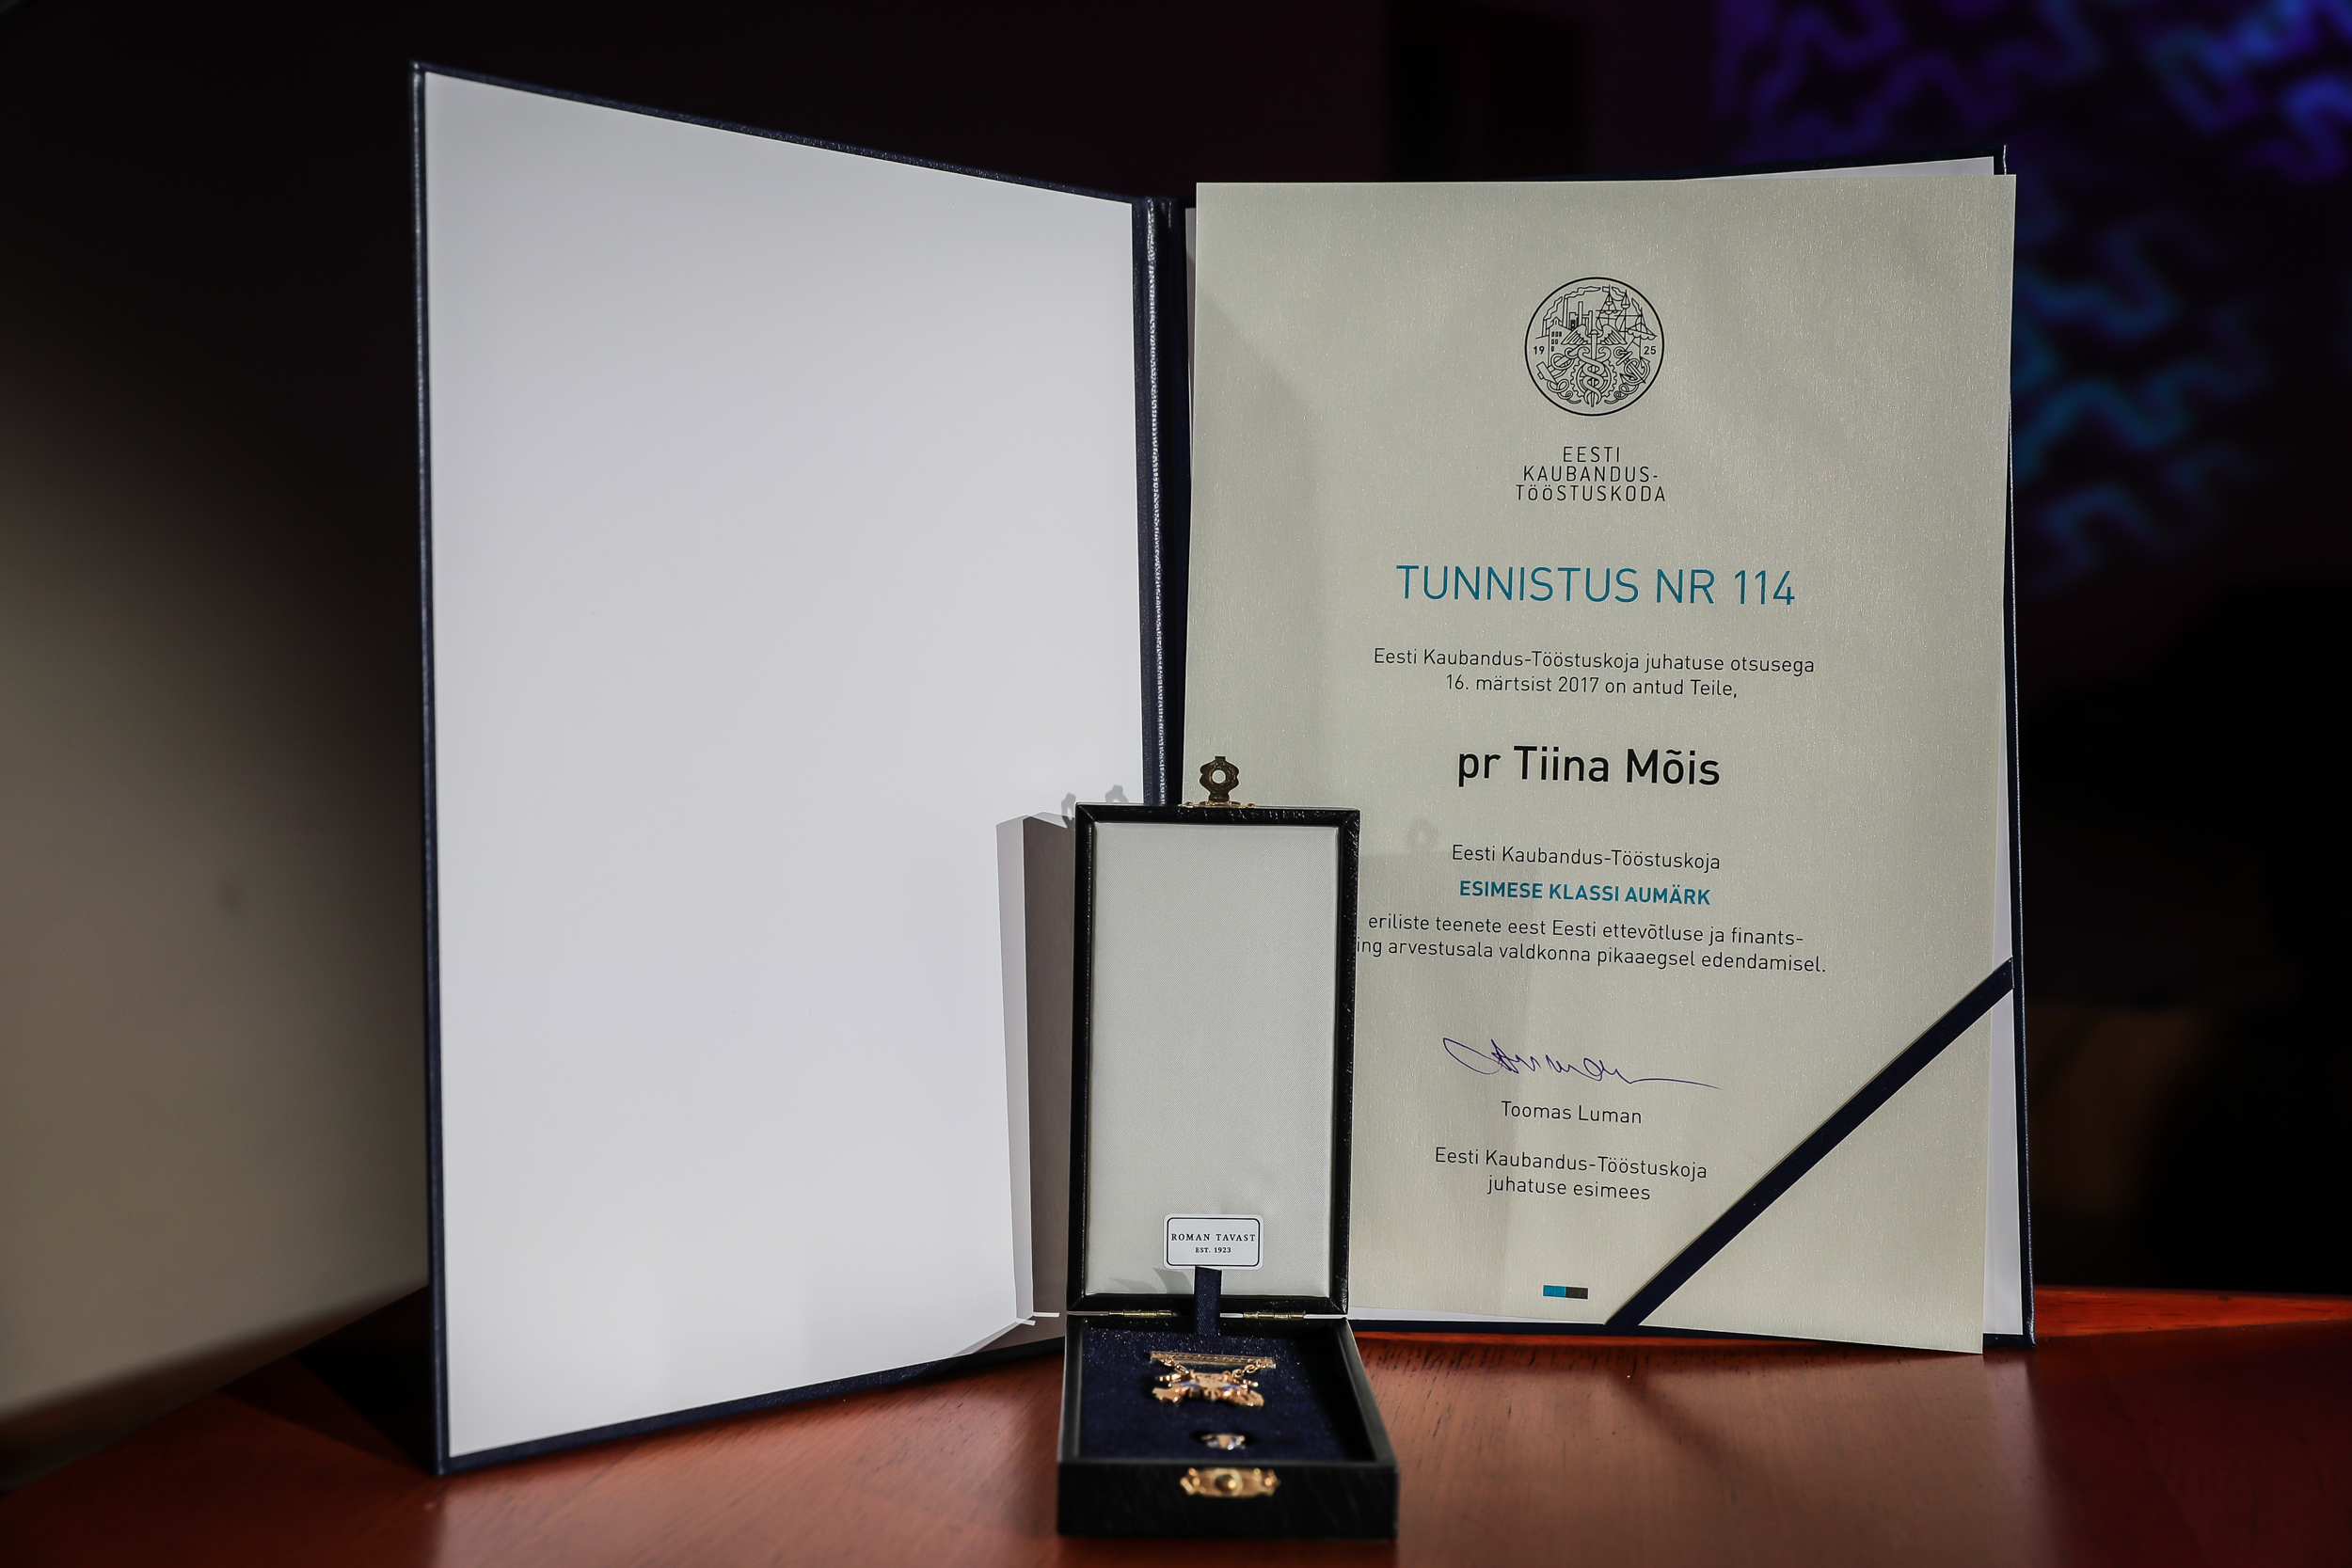 19 25
EESTI
KAUBANDUS-
TÖÖSTUSKODA
TUNNISTUS NR 114
Eesti Kaubandus-Tööstuskoja juhatuse otsusega
16. märtsist 2017 on antud Teile,
pr Tiina Mõis
Eesti Kaubandus-Tööstuskoja
ESIMESE KLASSI AUMÄRK
eriliste teenete eest Eesti ettevõtluse ja finants-
ing arvestusala valdkonna pikaaegsel edendamisel.
Toomas Luman
Eesti Kaubandus-Tööstuskoja
juhatuse esimees
ROMAN TAVAST
EST. 1923